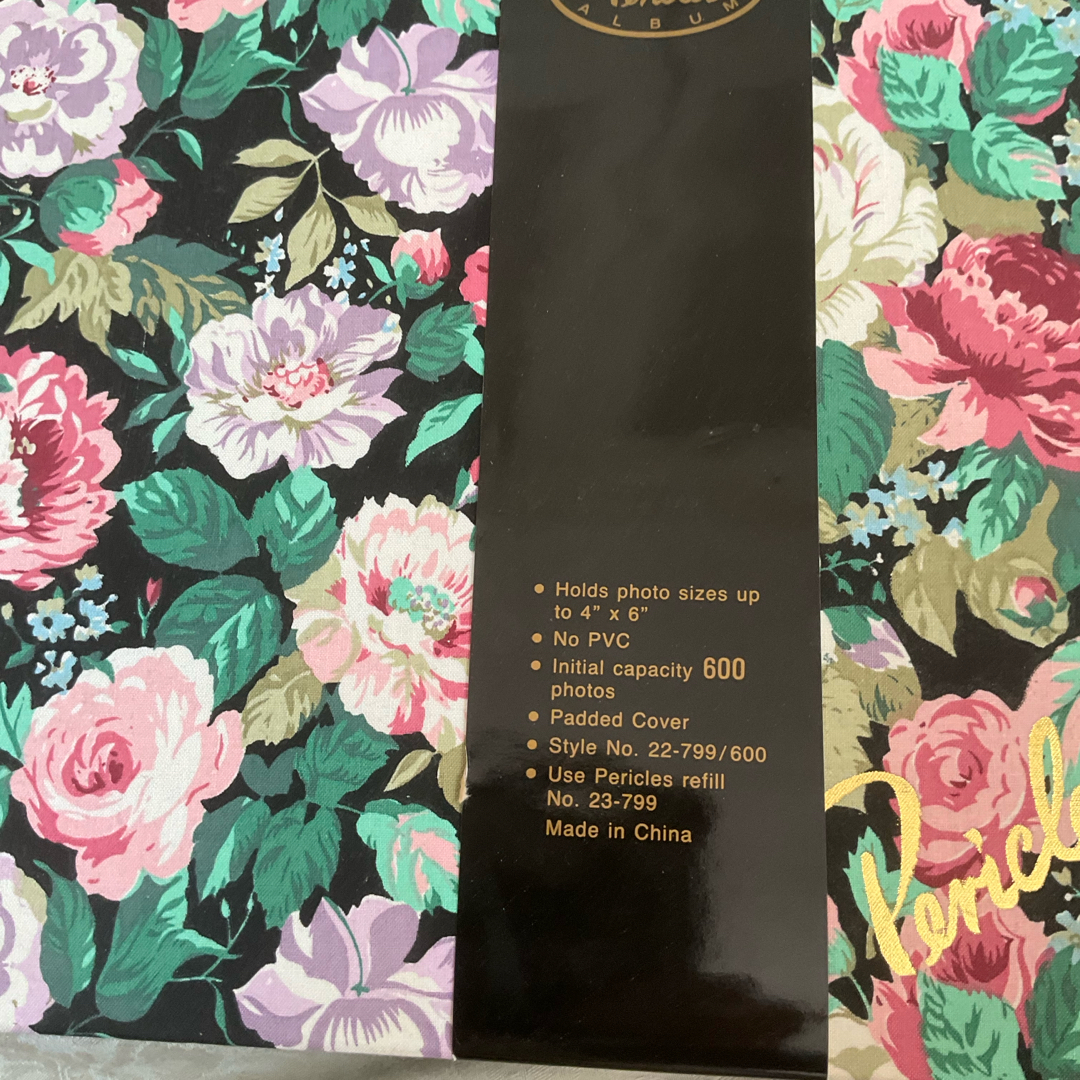 ALBUM
• Holds photo sizes up
to 4” x 6”
• No PVC
• Initial capacity 600
photos
• Padded Cover
• Style No. 22-799/600
• Use Pericles refill
No. 23-799
Made in China